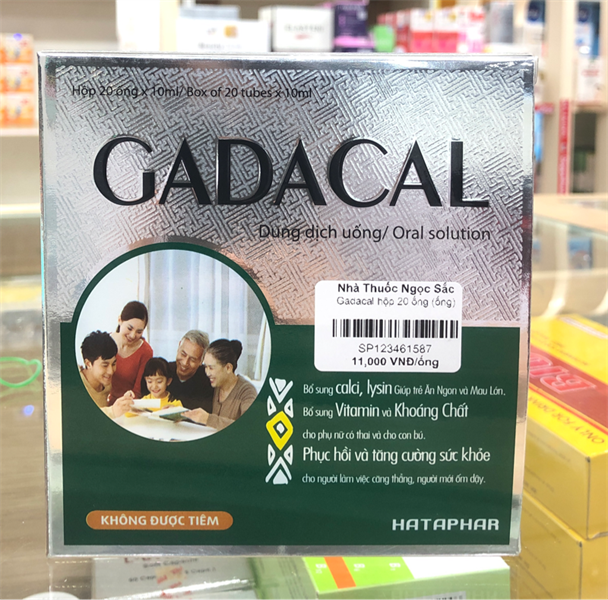 Hộp 20 ống x 10ml/ Box of 20 tubes x 10ml
GADACAL
Dung dịch uống/ Oral solution
Nhà Thuốc Ngọc Sắc
Gadacal hộp 20 ống (ống)
SP123461587
11,000 VNĐ/ống
Bổ sung calci, lysin Giúp trẻ Ăn Ngon và Mau Lớn.
Bổ sung Vitamin và Khoáng Chất
cho phụ nữ có thai và cho con bú.
Phục hồi và tăng cường sức khỏe
cho người làm việc căng thẳng, người mới ốm dậy.
KHÔNG ĐƯỢC TIÊM
HATAPHAR